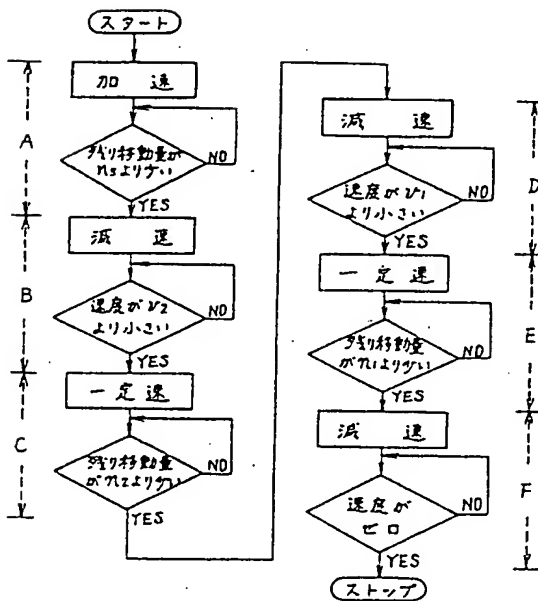 スタート
加速
A
残り移動量が
n3より少い
NO
YES
減速
B
速度がv2
より小さい
NO
YES
一定速
C
残り移動量
がn2より少い
NO
YES
減速
D
速度がv1
より小さい
NO
YES
一定速
E
残り移動量
がn1より少い
NO
YES
減速
F
速度が
ゼロ
NO
YES
ストップ